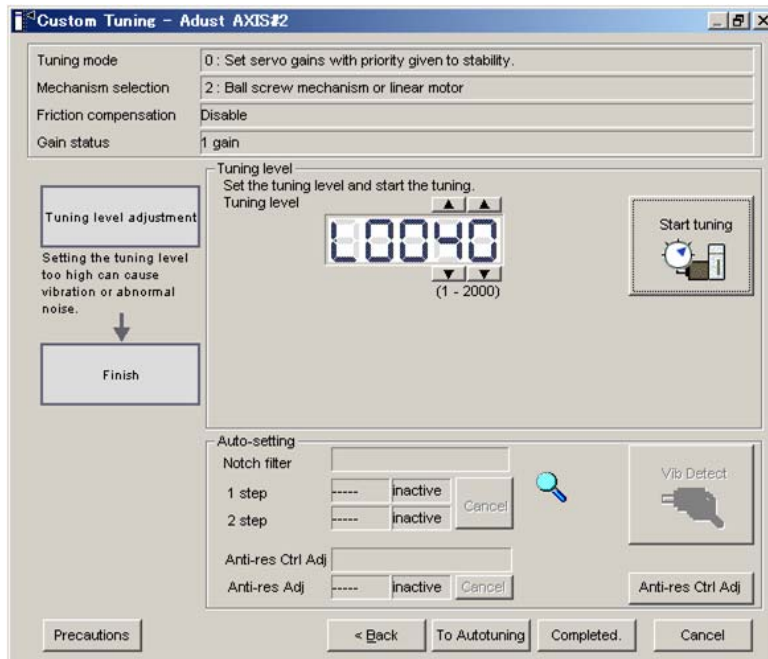 Custom Tuning - Adust AXIS#2
Tuning mode 0 : Set servo gains with priority given to stability.
Mechanism selection 2 : Ball screw mechanism or linear motor
Friction compensation Disable
Gain status 1 gain
Tuning level adjustment
Setting the tuning level
too high can cause
vibration or abnormal
noise.
Finish
Tuning level
Set the tuning level and start the tuning.
Tuning level
L0040
(1 - 2000)
Start tuning
Auto-setting
Notch filter
1 step ----- inactive
2 step ----- inactive
Cancel
Vib Detect
Anti-res Ctrl Adj
Anti-res Adj ----- inactive Cancel
Anti-res Ctrl Adj
Precautions < Back To Autotuning Completed. Cancel